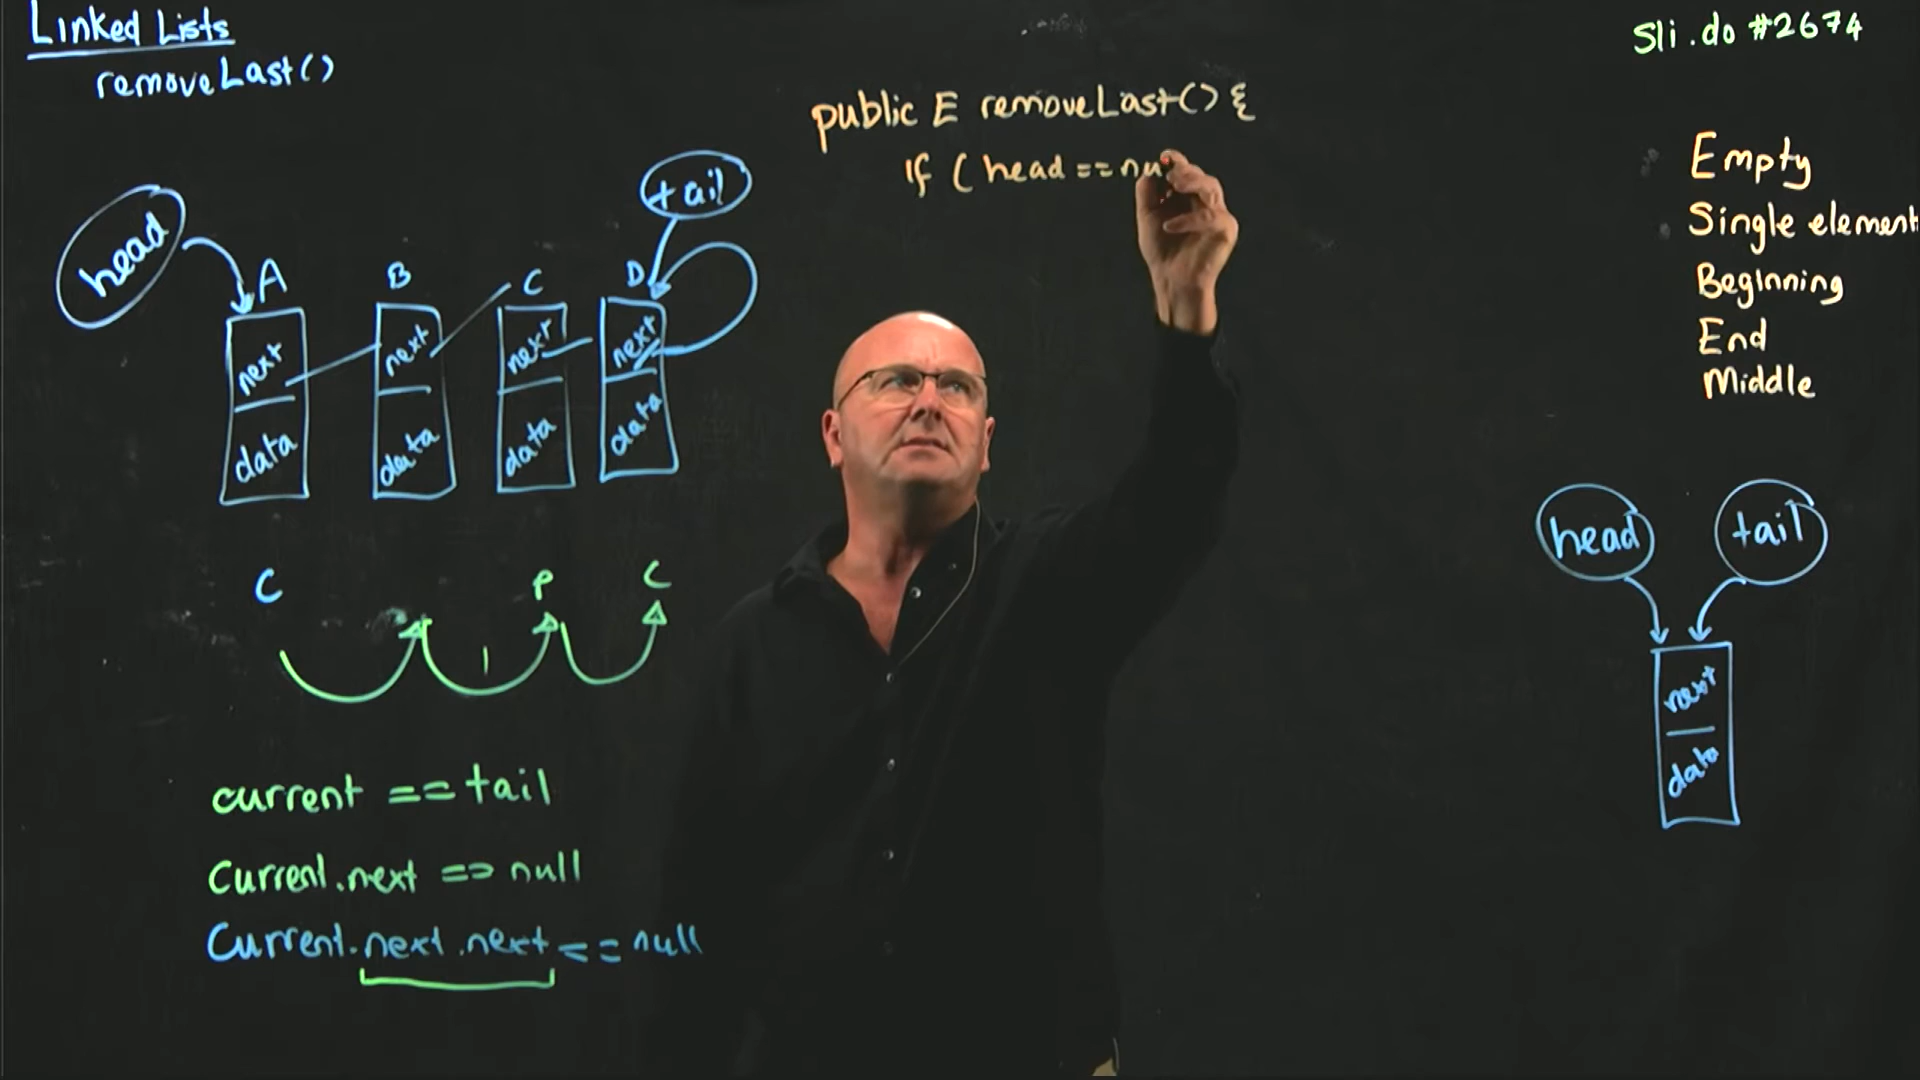 Linked Lists
removeLast()
Sli.do #2674
public E removeLast() {
if (head == nu
head
tail
A
B
C
D
next
next
next
next
data
data
data
data
C
P
C
current == tail
Current.next => null
Current.next.next == null
Empty
Single element
Beginning
End
Middle
head
tail
next
data